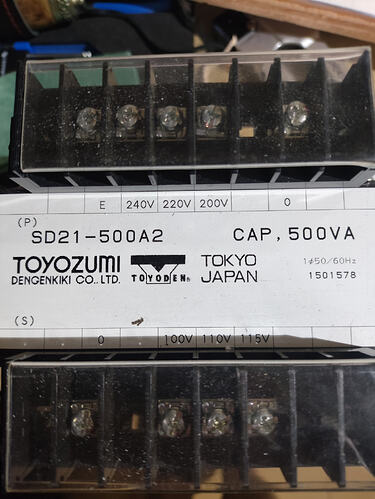 E 240V 220V 200V 0
(P)
SD21-500A2 CAP, 500VA
TOYOZUMI TOKYO
DENGENKIKI CO., LTD. TOYODEN® JAPAN
1ϕ50/60Hz
1501578
(S)
0 100V 110V 115V